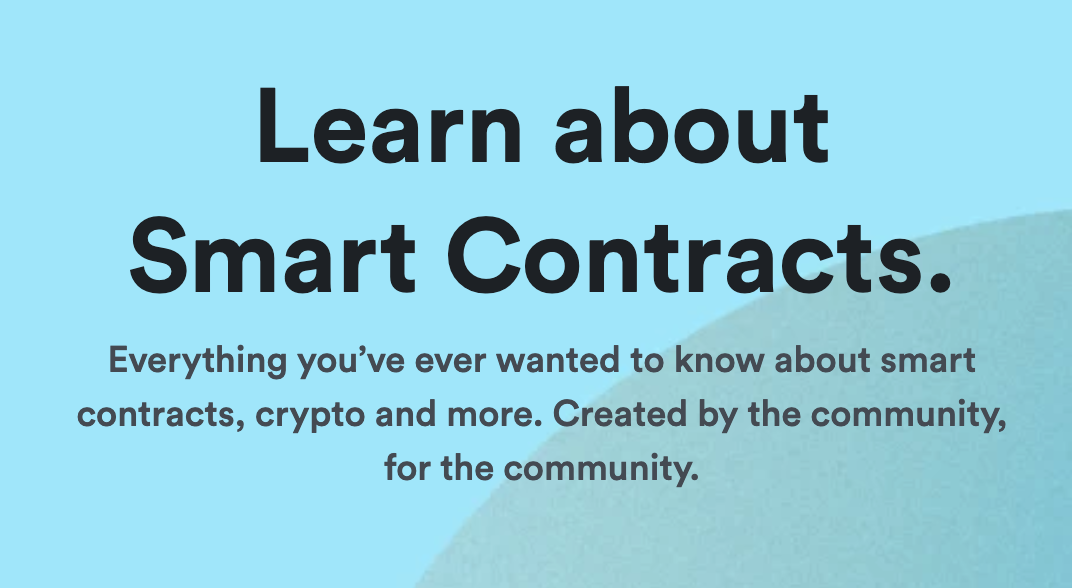 Learn about
Smart Contracts.
Everything you’ve ever wanted to know about smart
contracts, crypto and more. Created by the community,
for the community.